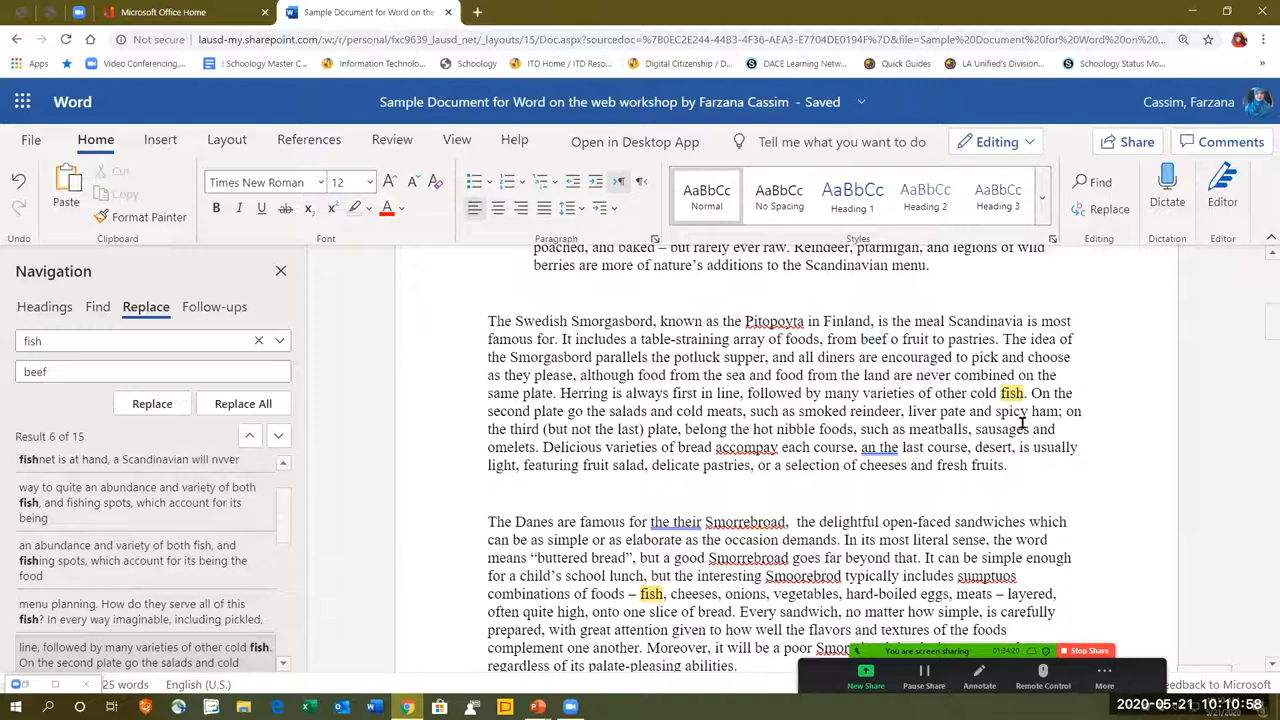 Microsoft Office Home
Sample Document for Word on the
Not secure
lausd-my.sharepoint.com/:w:/r/personal/fxc9639_lausd_net/_layouts/15/Doc.aspx?sourcedoc=%7B0EC2E244-44B3-4F36-AEA3-E7704DE0194F%7D&file=Sample%20Document%20for%20Word%20on%...
Apps
Video Conferencing,...
! Schoology Master C...
Information Technolo...
Schoology
ITD Home / ITD Reso...
Digital Citizenship / D...
DACE Learning Netw...
Quick Guides
LA Unified's Division...
Schoology Status Mo...
Word
Sample Document for Word on the web workshop by Farzana Cassim - Saved
Cassim, Farzana
File
Home
Insert
Layout
References
Review
View
Help
Open in Desktop App
Tell me what you want to do
Editing
Share
Comments
Paste
Cut
Copy
Format Painter
Times New Roman
12
AaBbCc
Normal
AaBbCc
No Spacing
AaBbCc
Heading 1
AaBbCc
Heading 2
AaBbCc
Heading 3
Find
Replace
Dictate
Editor
Undo
Clipboard
Font
Paragraph
Styles
Editing
Dictation
Editor
Navigation
Headings
Find
Replace
Follow-ups
fish
beef
Replace
Replace All
Result 6 of 15
fishnet is at hand, a Scandinavian will nvver
way to quite an abundance and variety of both
fish, and fishing spots, which account for its
being
an abundance and variety of both fish, and
fishing spots, which account for its being the
food
menu planning. How do they serve all of this
fish? In every way imaginable, including pickled,
line, followed by many varieties of other cold fish.
On the second plate go the salads and cold
poached, and baked – but rarely ever raw. Reindeer, ptarmigan, and legions of wild
berries are more of nature's additions to the Scandinavian menu.
The Swedish Smorgasbord, known as the Pitopoyta in Finland, is the meal Scandinavia is most
famous for. It includes a table-straining array of foods, from beef o fruit to pastries. The idea of
the Smorgasbord parallels the potluck supper, and all diners are encouraged to pick and choose
as they please, although food from the sea and food from the land are never combined on the
same plate. Herring is always first in line, followed by many varieties of other cold fish. On the
second plate go the salads and cold meats, such as smoked reindeer, liver pate and spicy ham; on
the third (but not the last) plate, belong the hot nibble foods, such as meatballs, sausages and
omelets. Delicious varieties of bread accompay each course, an the last course, desert, is usually
light, featuring fruit salad, delicate pastries, or a selection of cheeses and fresh fruits.
The Danes are famous for the their Smorrebroad, the delightful open-faced sandwiches which
can be as simple or as elaborate as the occasion demands. In its most literal sense, the word
means “buttered bread”, but a good Smorrebroad goes far beyond that. It can be simple enough
for a child's school lunch, but the interesting Smoorebrod typically includes sumptuos
combinations of foods – fish, cheeses, onions, vegetables, hard-boiled eggs, meats – layered,
often quite high, onto one slice of bread. Every sandwich, no matter how simple, is carefully
prepared, with great attention given to how well the flavors and textures of the foods
complement one another. Moreover, it will be a poor
regardless of its palate-pleasing abilities.
You are screen sharing
01:34:20
Stop Share
New Share
Pause Share
Annotate
Remote Control
More
25 words
English (U.S.
eedback to Microsoft
2020-05-21 10:10:58